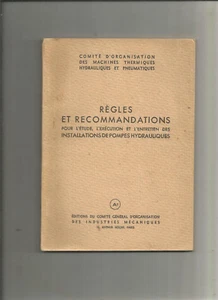 COMITÉ D'ORGANISATION
DES MACHINES THERMIQUES
HYDRAULIQUES ET PNEUMATIQUES
RÈGLES
ET RECOMMANDATIONS
POUR L'ÉTUDE, L'EXÉCUTION ET L'ENTRETIEN DES
INSTALLATIONS DE POMPES HYDRAULIQUES
ÉDITIONS DU COMITÉ GÉNÉRAL D'ORGANISATION
DES INDUSTRIES MÉCANIQUES
PARIS